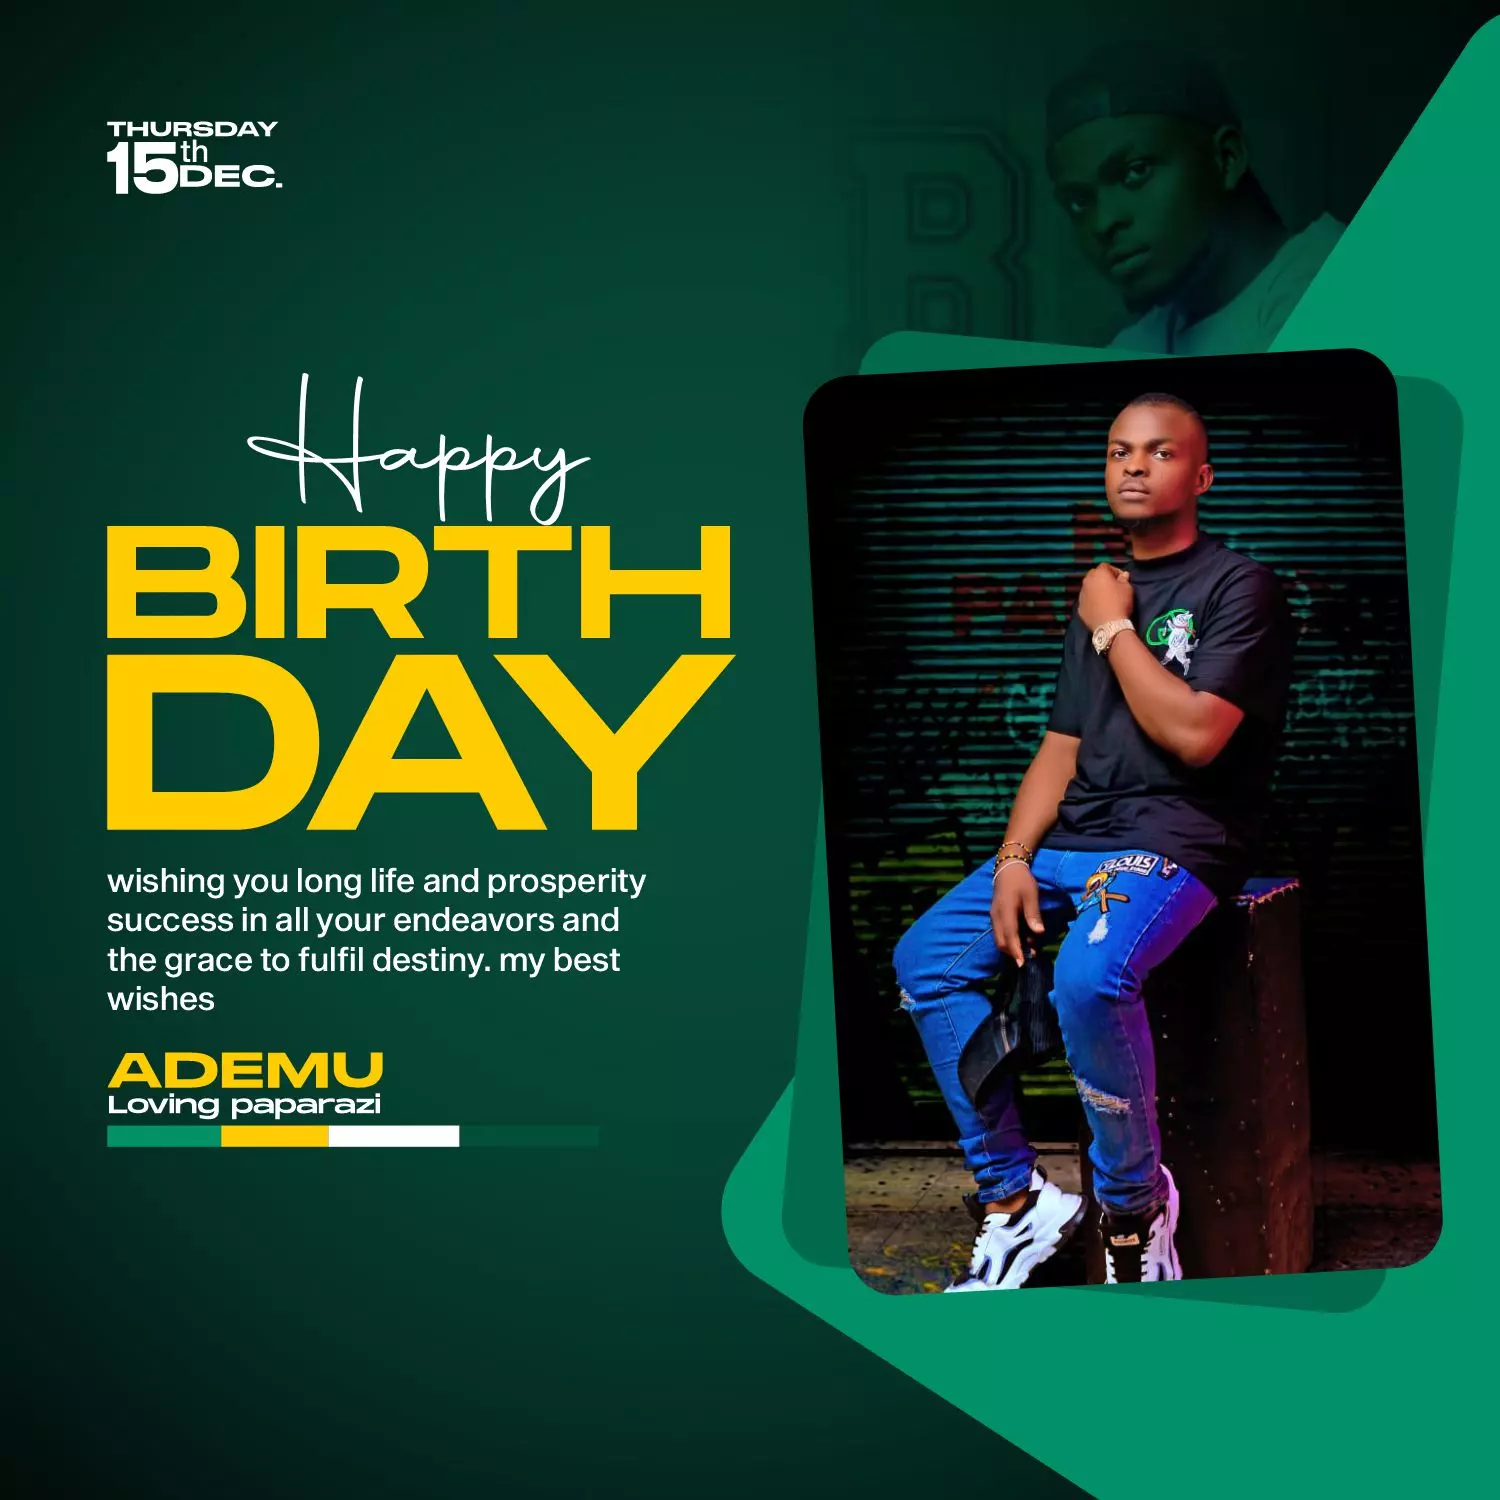 THURSDAY
15th DEC.
B
Happy
BIRTH
DAY
wishing you long life and prosperity
success in all your endeavors and
the grace to fulfil destiny. my best
wishes
ADEMU
Loving paparazi